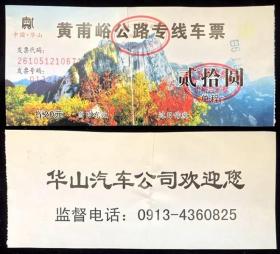 黄甫峪公路专线车票
中国·华山
发票代码:
26105121067
发票号码:
贰拾圆
华山汽车公司欢迎您
监督电话：0913-4360825